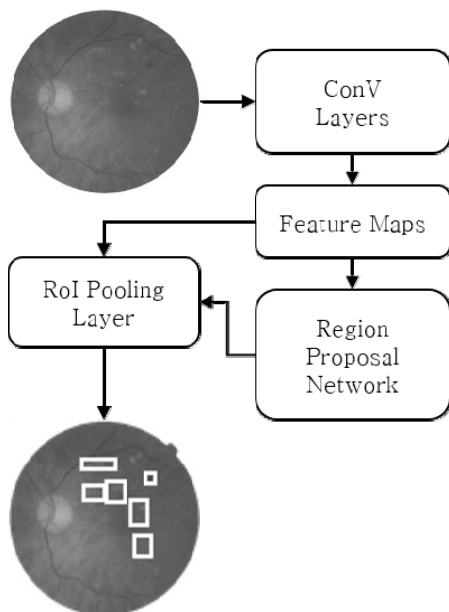 ConV
Layers
Feature Maps
RoI Pooling
Layer
Region
Proposal
Network